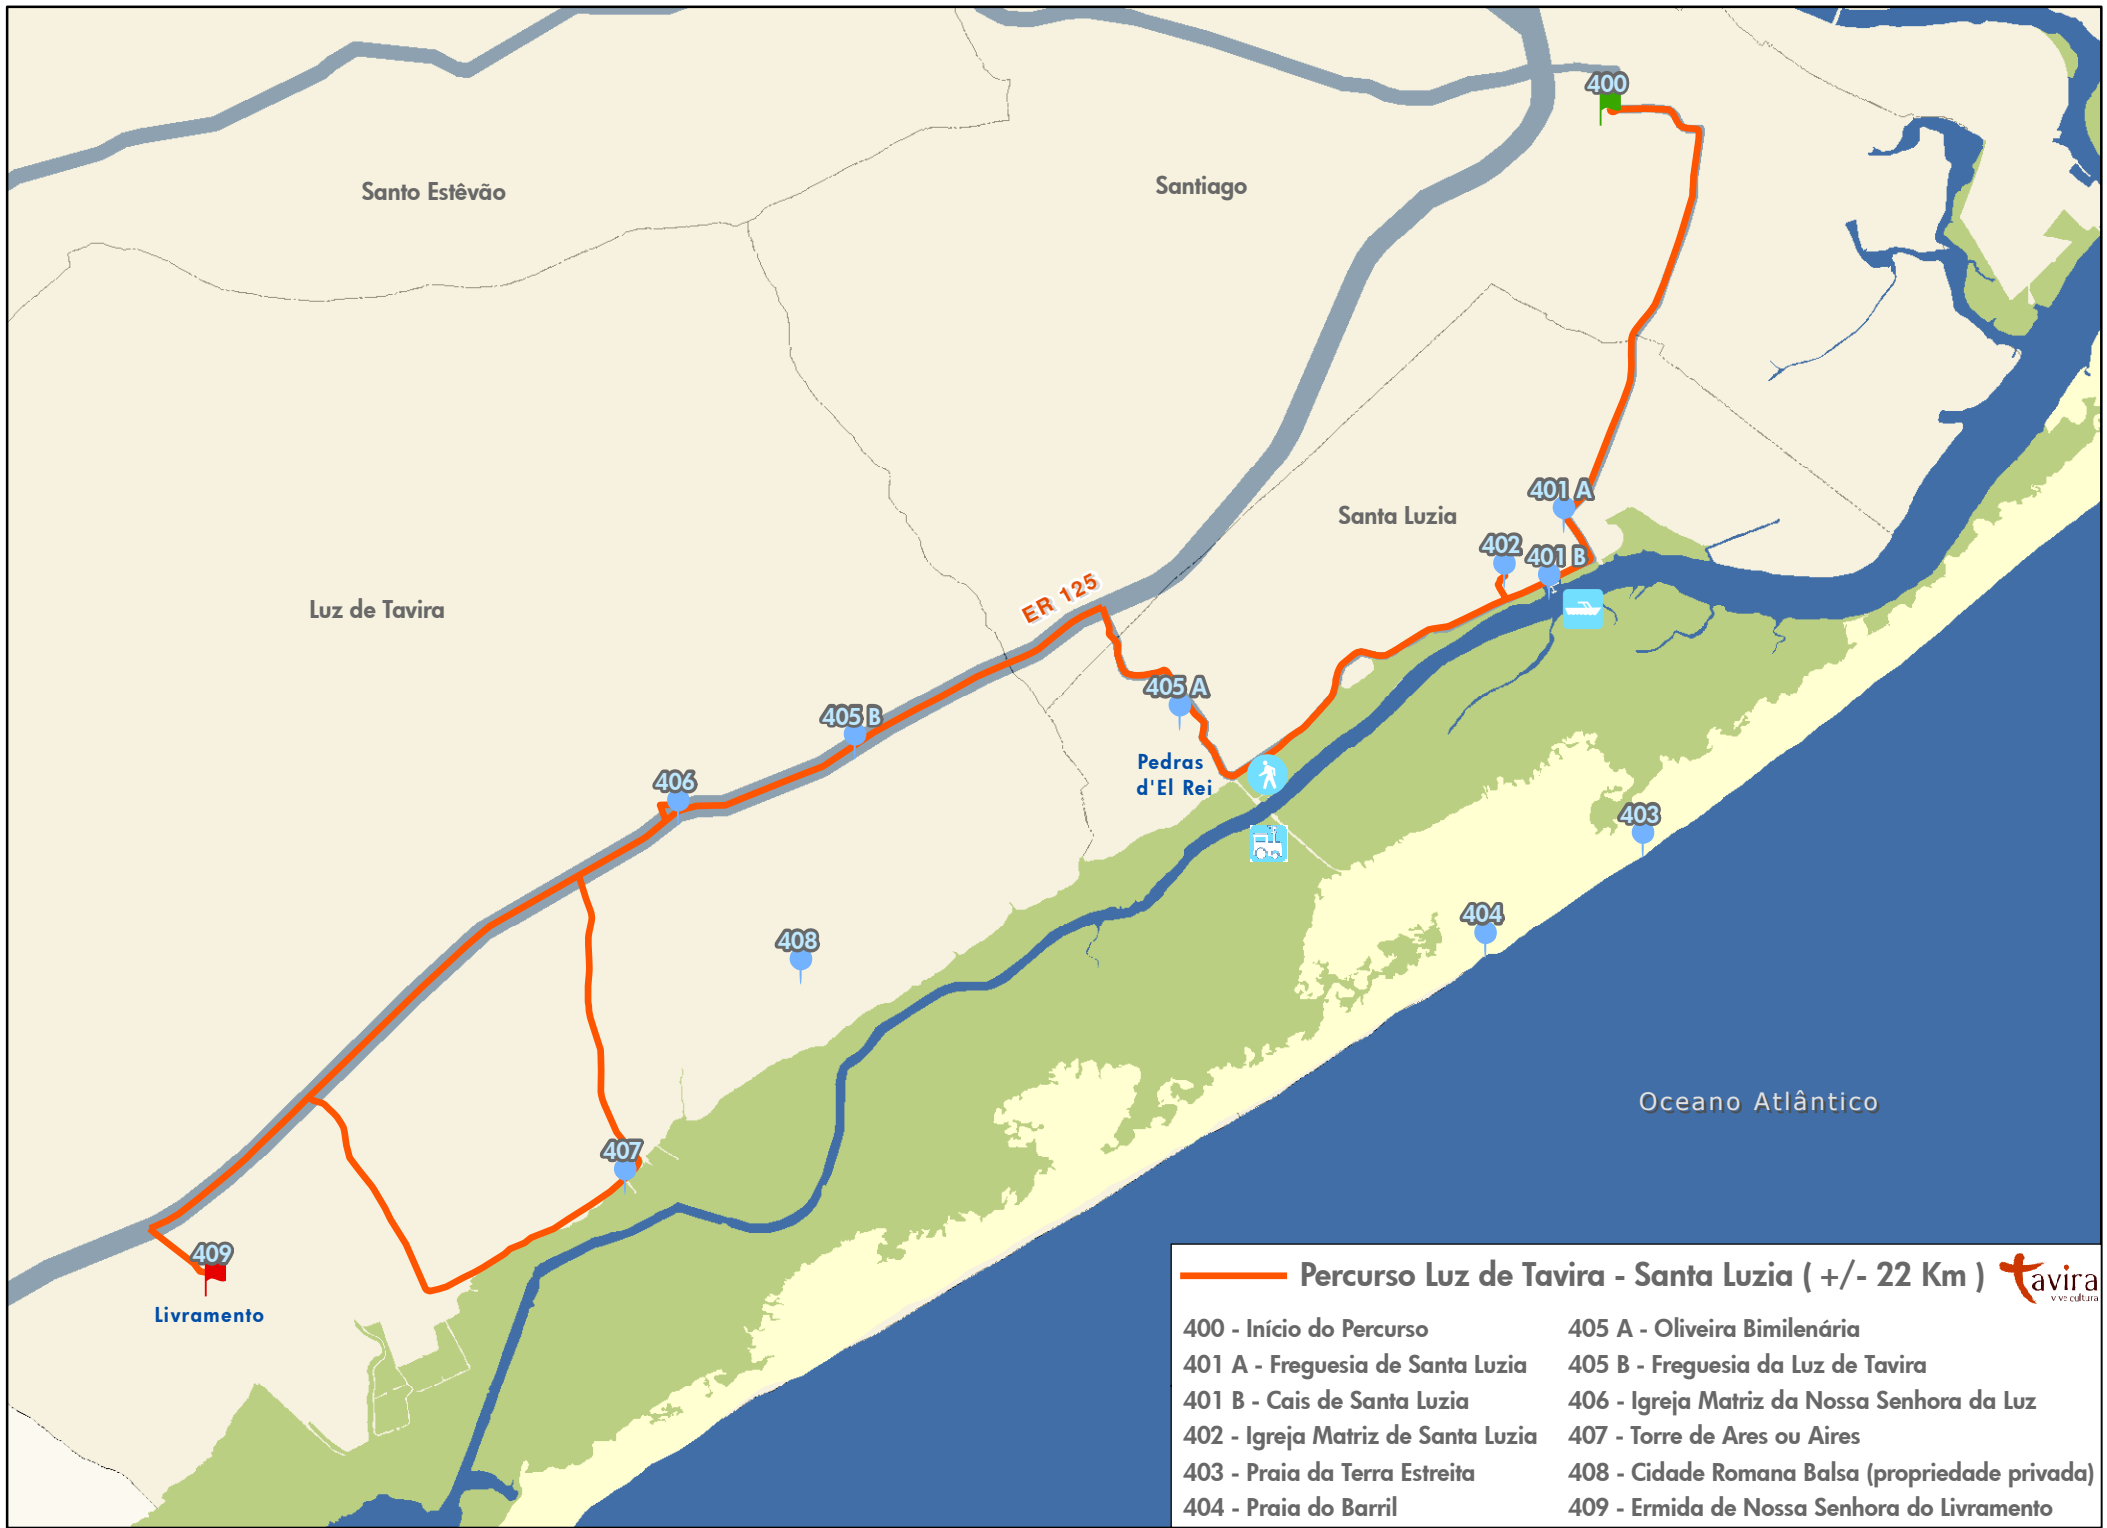 400
Santo Estêvão
Santiago
401 A
Santa Luzia
402
401 B
ER 125
Luz de Tavira
405 A
405 B
Pedras
d'El Rei
406
403
404
408
Oceano Atlântico
407
409
Livramento
Percurso Luz de Tavira - Santa Luzia ( +/- 22 Km )
Tavira
vive cultura
400 - Início do Percurso
401 A - Freguesia de Santa Luzia
401 B - Cais de Santa Luzia
402 - Igreja Matriz de Santa Luzia
403 - Praia da Terra Estreita
404 - Praia do Barril
405 A - Oliveira Bimilenária
405 B - Freguesia da Luz de Tavira
406 - Igreja Matriz da Nossa Senhora da Luz
407 - Torre de Ares ou Aires
408 - Cidade Romana Balsa (propriedade privada)
409 - Ermida de Nossa Senhora do Livramento